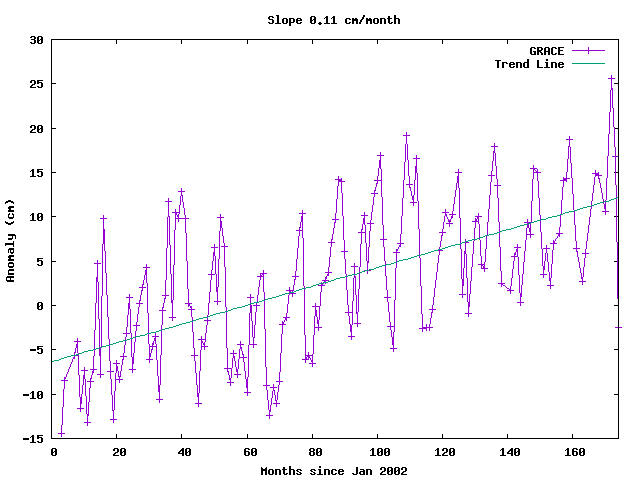 Slope 0.11 cm/month
30
25
20
15
10
5
0
-5
-10
-15
Anomaly (cm)
GRACE
Trend Line
0 20 40 60 80 100 120 140 160
Months since Jan 2002